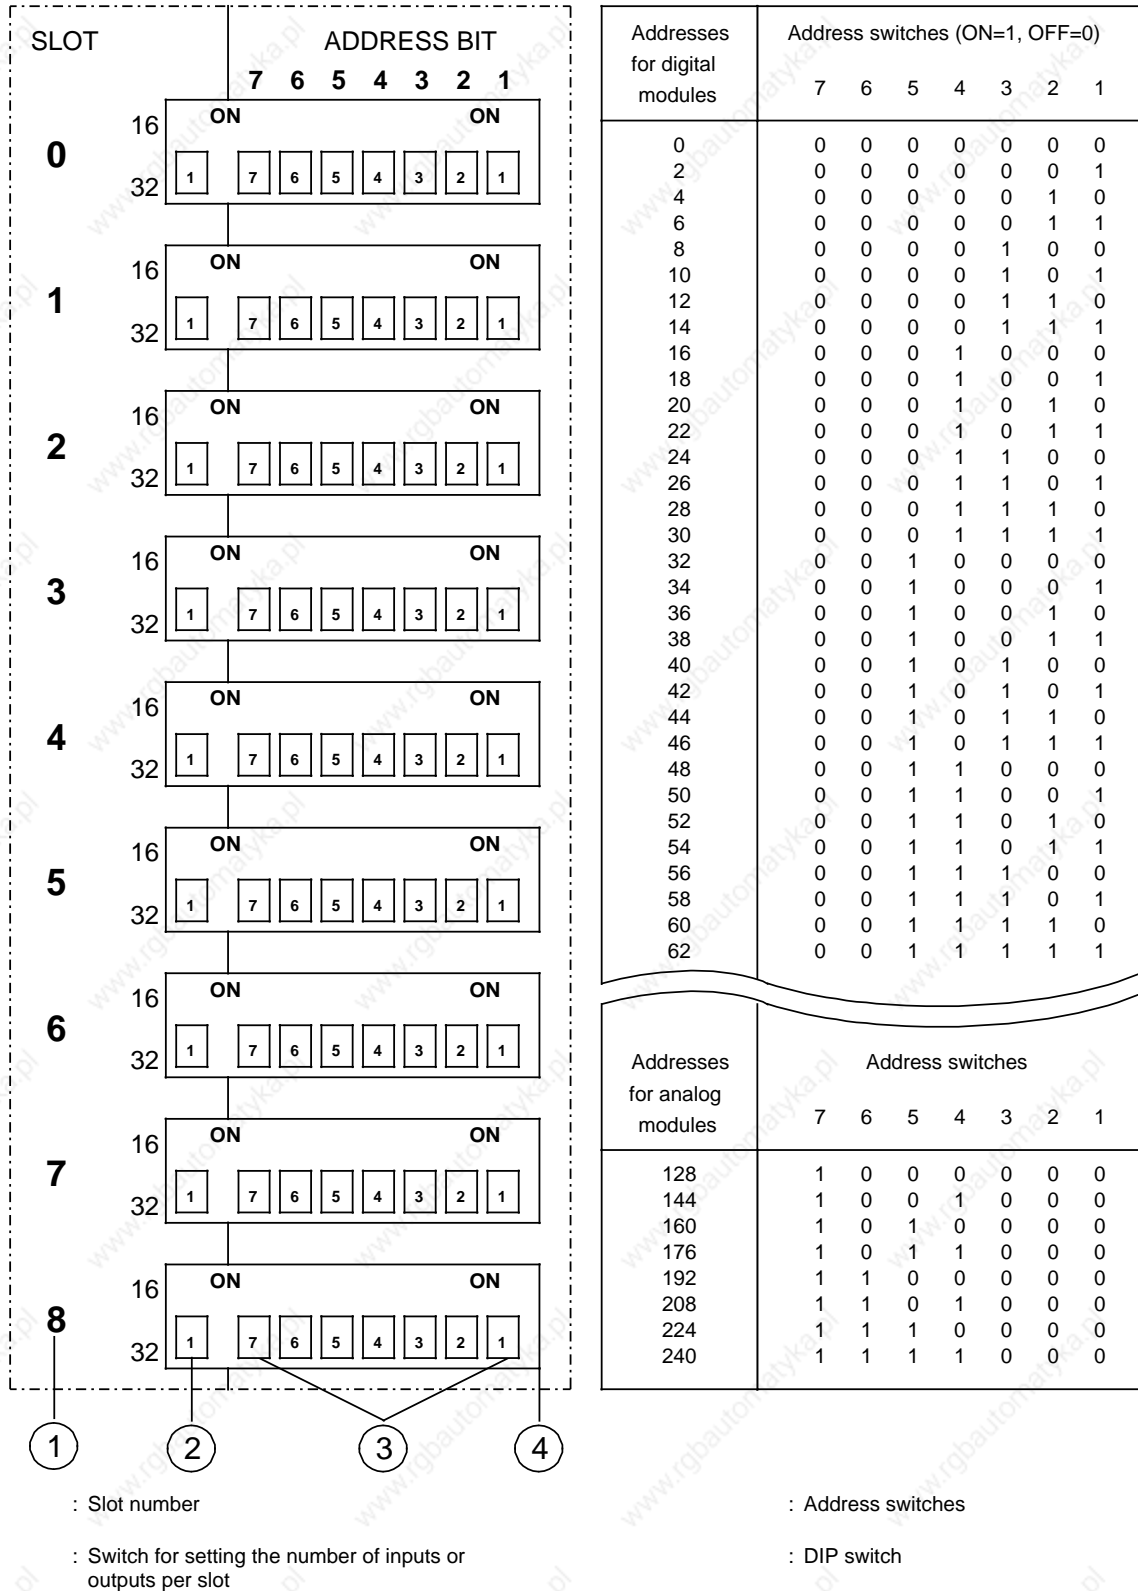 SLOT ADDRESS BIT
7 6 5 4 3 2 1
0 16 32 ON ON
1 7 6 5 4 3 2 1
1 16 32 ON ON
1 7 6 5 4 3 2 1
2 16 32 ON ON
1 7 6 5 4 3 2 1
3 16 32 ON ON
1 7 6 5 4 3 2 1
4 16 32 ON ON
1 7 6 5 4 3 2 1
5 16 32 ON ON
1 7 6 5 4 3 2 1
6 16 32 ON ON
1 7 6 5 4 3 2 1
7 16 32 ON ON
1 7 6 5 4 3 2 1
8 16 32 ON ON
1 7 6 5 4 3 2 1
1 2 3 4
Addresses for digital modules
Address switches (ON=1, OFF=0)
7 6 5 4 3 2 1
0 0 0 0 0 0 0 0
2 0 0 0 0 0 0 1
4 0 0 0 0 0 1 0
6 0 0 0 0 0 1 1
8 0 0 0 0 1 0 0
10 0 0 0 0 1 0 1
12 0 0 0 0 1 1 0
14 0 0 0 0 1 1 1
16 0 0 0 1 0 0 0
18 0 0 0 1 0 0 1
20 0 0 0 1 0 1 0
22 0 0 0 1 0 1 1
24 0 0 0 1 1 0 0
26 0 0 0 1 1 0 1
28 0 0 0 1 1 1 0
30 0 0 0 1 1 1 1
32 0 0 1 0 0 0 0
34 0 0 1 0 0 0 1
36 0 0 1 0 0 1 0
38 0 0 1 0 0 1 1
40 0 0 1 0 1 0 0
42 0 0 1 0 1 0 1
44 0 0 1 0 1 1 0
46 0 0 1 0 1 1 1
48 0 0 1 1 0 0 0
50 0 0 1 1 0 0 1
52 0 0 1 1 0 1 0
54 0 0 1 1 0 1 1
56 0 0 1 1 1 0 0
58 0 0 1 1 1 0 1
60 0 0 1 1 1 1 0
62 0 0 1 1 1 1 1
Addresses for analog modules
Address switches
7 6 5 4 3 2 1
128 1 0 0 0 0 0 0
144 1 0 0 1 0 0 0
160 1 0 1 0 0 0 0
176 1 0 1 1 0 0 0
192 1 1 0 0 0 0 0
208 1 1 0 1 0 0 0
224 1 1 1 0 0 0 0
240 1 1 1 1 0 0 0
: Slot number
: Switch for setting the number of inputs or
outputs per slot
: Address switches
: DIP switch
www.rgbautomatyka.pl